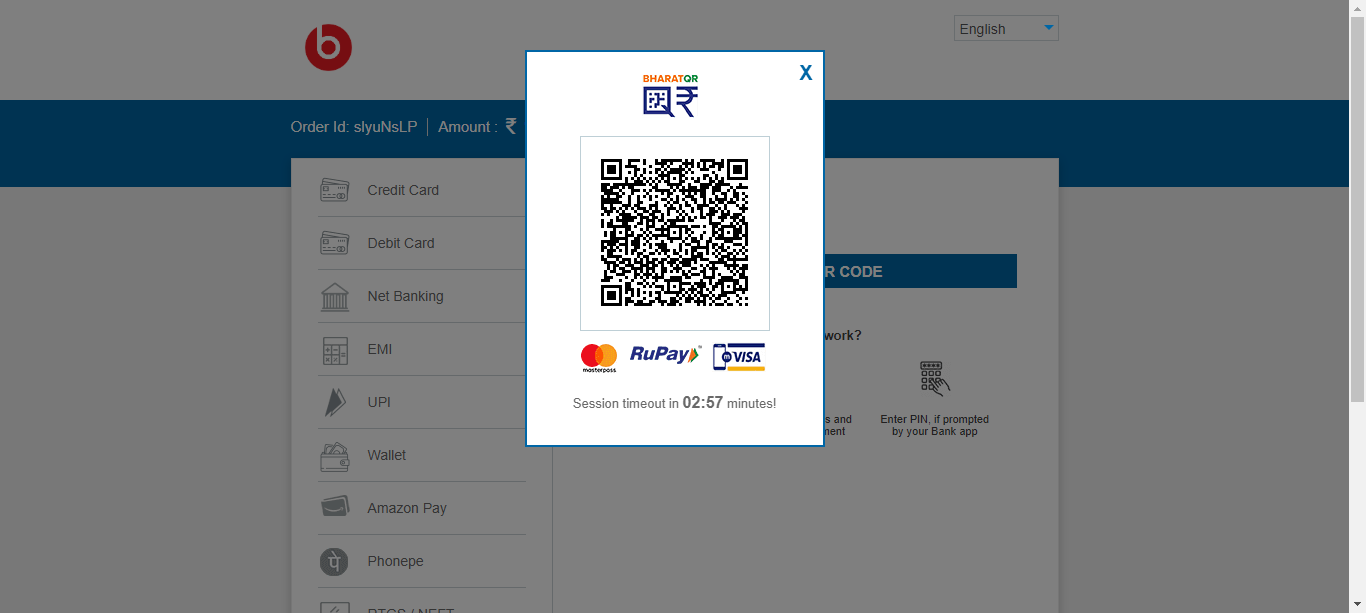 English
BHARATQR
X
Order Id: slyuNsLP | Amount : ₹
Credit Card
Debit Card
Net Banking
EMI
UPI
Wallet
Amazon Pay
Phonepe
RTGS / NEFT
masterpass
RuPay
VISA
Session timeout in 02:57 minutes!
R CODE
work?
s and
ment
Enter PIN, if prompted
by your Bank app